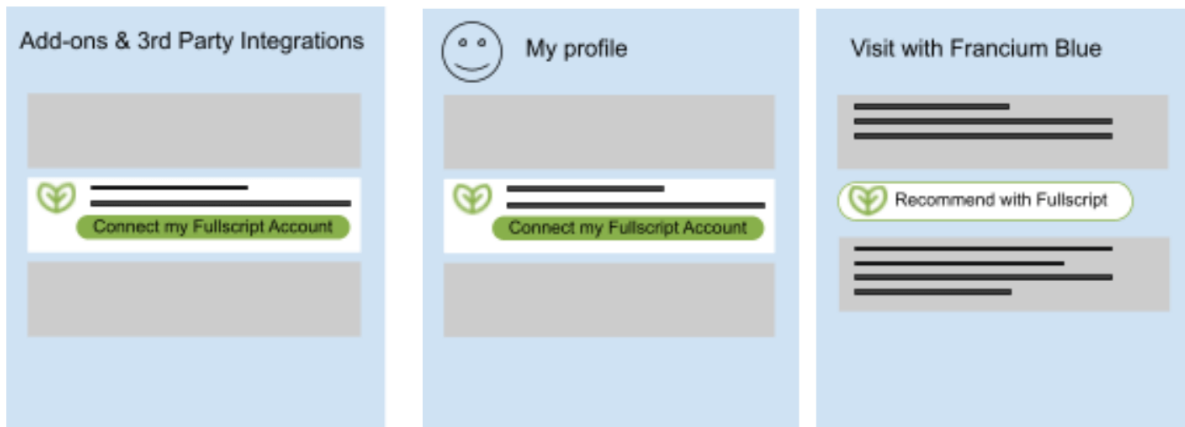 Add-ons & 3rd Party Integrations
Connect my Fullscript Account
My profile
Connect my Fullscript Account
Visit with Francium Blue
Recommend with Fullscript